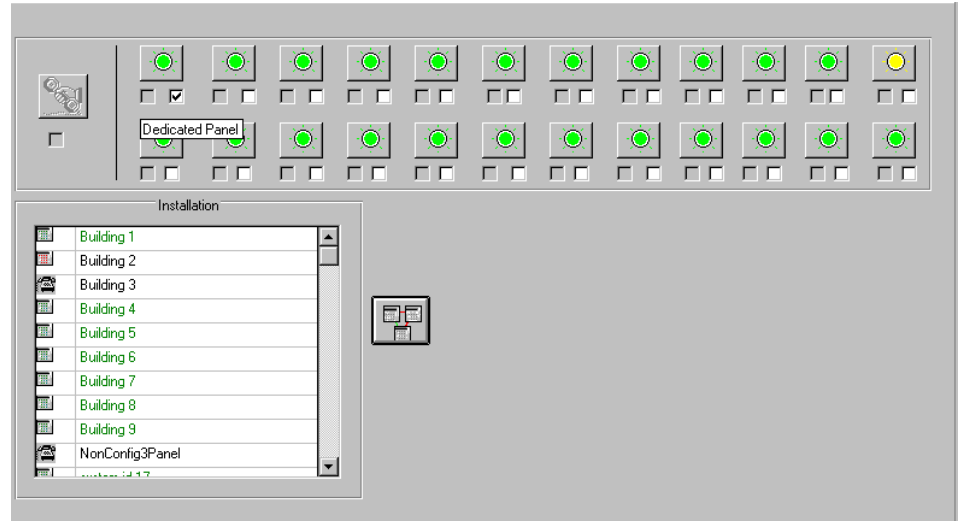 Dedicated Panel
Installation
Building 1
Building 2
Building 3
Building 4
Building 5
Building 6
Building 7
Building 8
Building 9
NonConfig3Panel